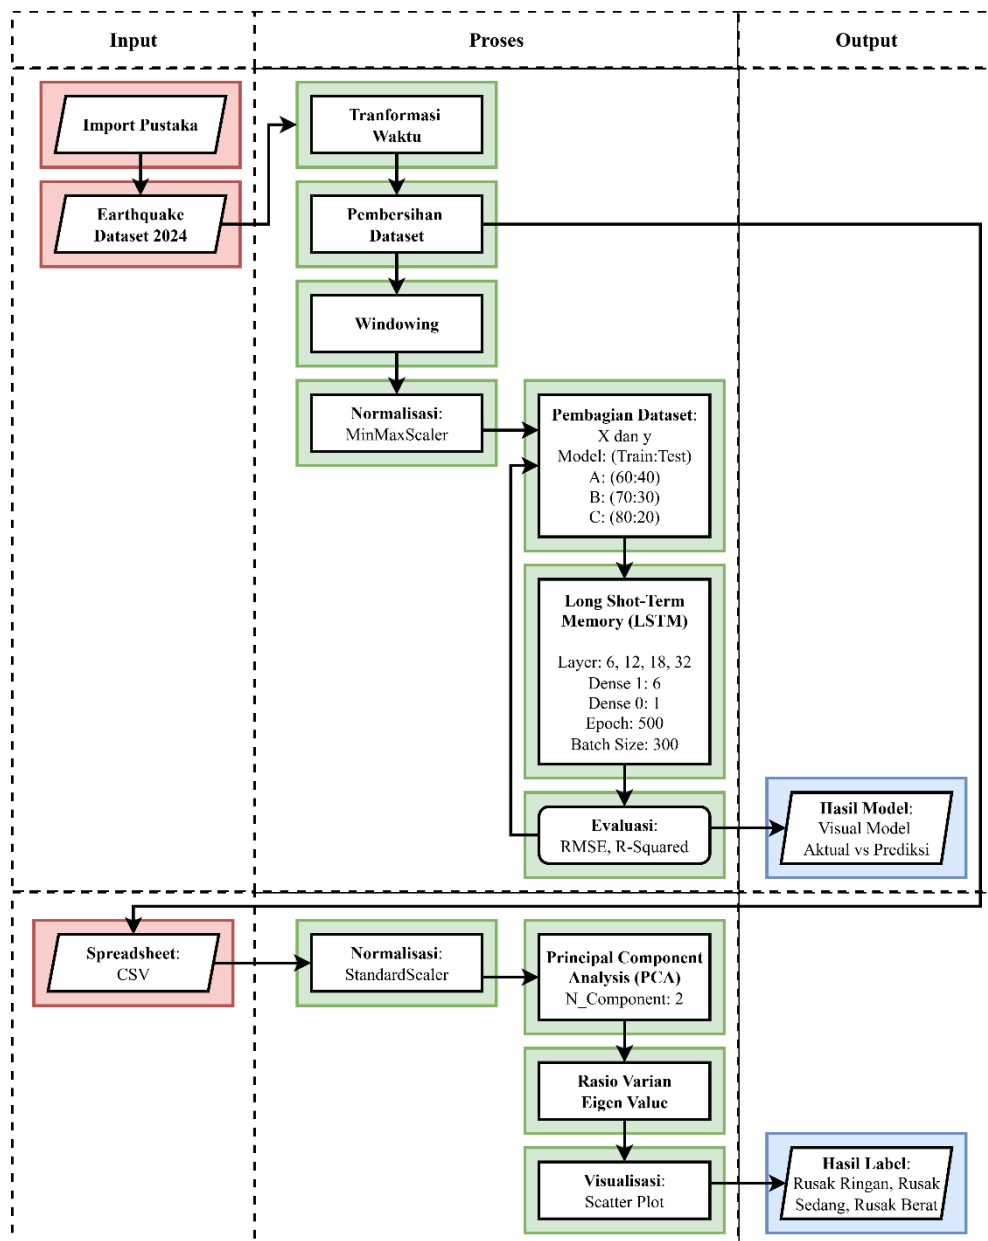 Input
Proses
Output
Import Pustaka
Earthquake
Dataset 2024
Tranformasi
Waktu
Pembersihan
Dataset
Windowing
Normalisasi:
MinMaxScaler
Pembagian Dataset:
X dan y
Model: (Train:Test)
A: (60:40)
B: (70:30)
C: (80:20)
Long Shot-Term
Memory (LSTM)
Layer: 6, 12, 18, 32
Dense 1: 6
Dense 0: 1
Epoch: 500
Batch Size: 300
Evaluasi:
RMSE, R-Squared
Hasil Model:
Visual Model
Aktual vs Prediksi
Spreadsheet:
CSV
Normalisasi:
StandardScaler
Principal Component
Analysis (PCA)
N_Component: 2
Rasio Varian
Eigen Value
Visualisasi:
Scatter Plot
Hasil Label:
Rusak Ringan, Rusak
Sedang, Rusak Berat